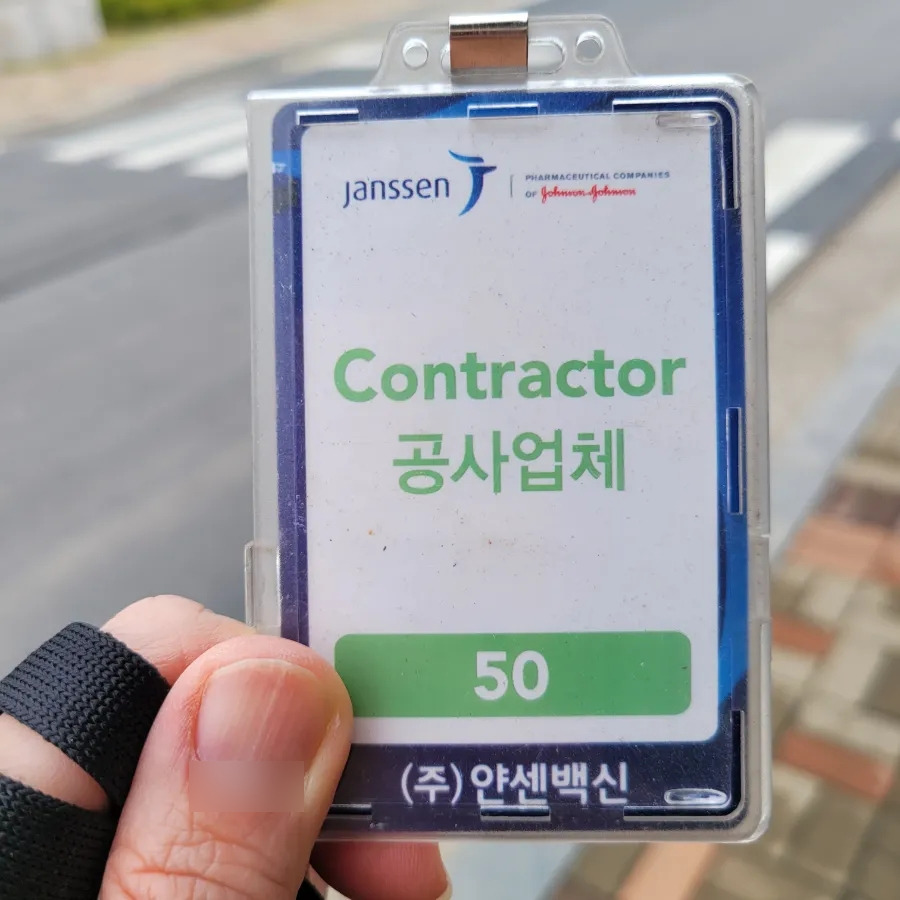 Janssen
PHARMACEUTICAL COMPANIES
OF Johnson & Johnson
Contractor
공사업체
50
(주)얀센백신